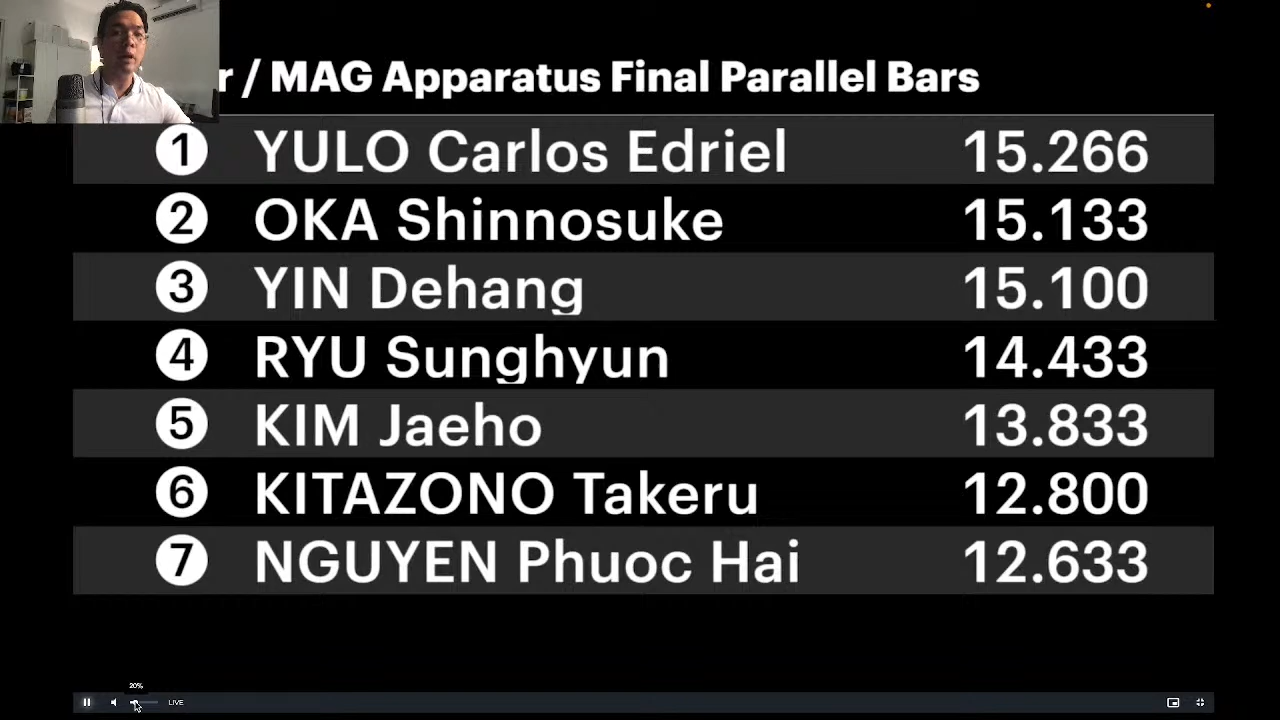 r / MAG Apparatus Final Parallel Bars
1 YULO Carlos Edriel 15.266
2 OKA Shinnosuke 15.133
3 YIN Dehang 15.100
4 RYU Sunghyun 14.433
5 KIM Jaeho 13.833
6 KITAZONO Takeru 12.800
7 NGUYEN Phuoc Hai 12.633
20%
LIVE